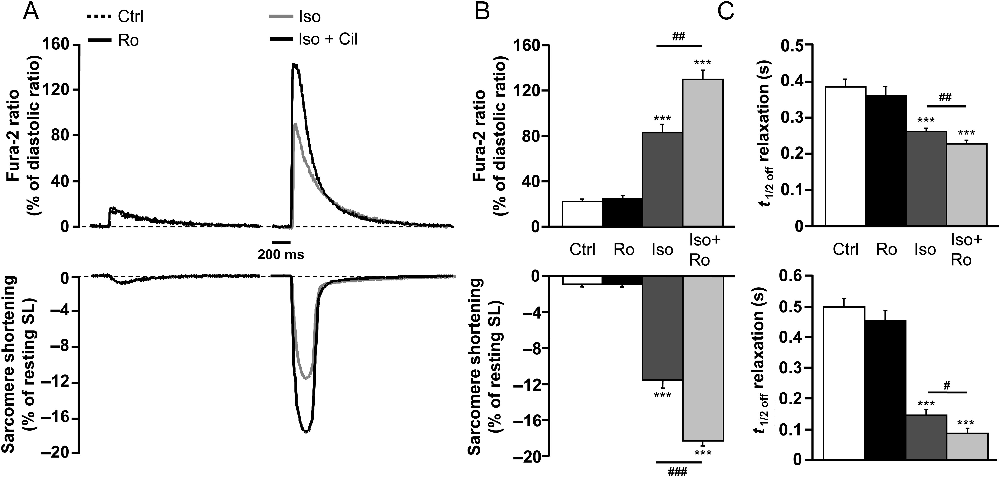 A
Ctrl
Ro
Iso
Iso + Cil
Fura-2 ratio
(% of diastolic ratio)
160
120
80
40
0
200 ms
Sarcomere shortening
(% of resting SL)
0
–4
–8
–12
–16
–20
B
Fura-2 ratio
(% of diastolic ratio)
160
120
80
40
0
##
***
***
Ctrl
Ro
Iso
Iso+
Ro
Sarcomere shortening
(% of resting SL)
0
–4
–8
–12
–16
–20
***
***
###
C
t 1/2 off relaxation (s)
0.5
0.4
0.3
0.2
0.1
0
##
***
***
Ctrl
Ro
Iso
Iso+
Ro
t 1/2 off relaxation (s)
0.6
0.5
0.4
0.3
0.2
0.1
0
#
***
***